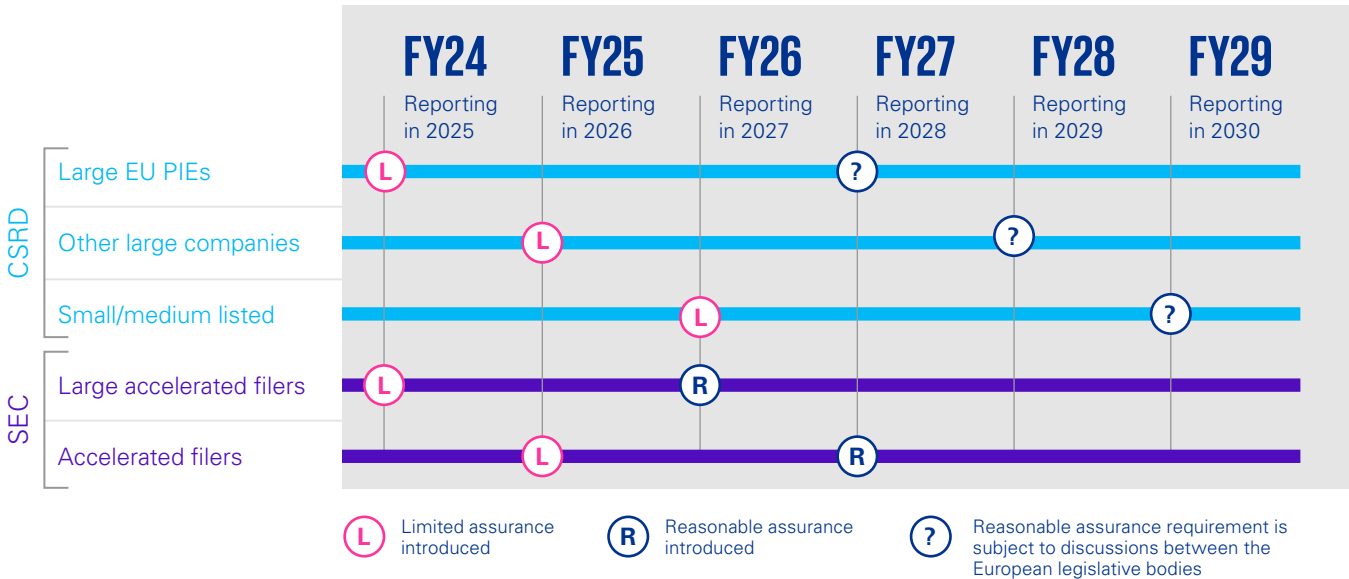 FY24 FY25 FY26 FY27 FY28 FY29
Reporting Reporting Reporting Reporting Reporting Reporting
in 2025 in 2026 in 2027 in 2028 in 2029 in 2030
CSRD
Large EU PIEs L ?
Other large companies L ?
Small/medium listed L ?
SEC
Large accelerated filers L R
Accelerated filers L R
L Limited assurance
introduced
R Reasonable assurance
introduced
? Reasonable assurance requirement is
subject to discussions between the
European legislative bodies